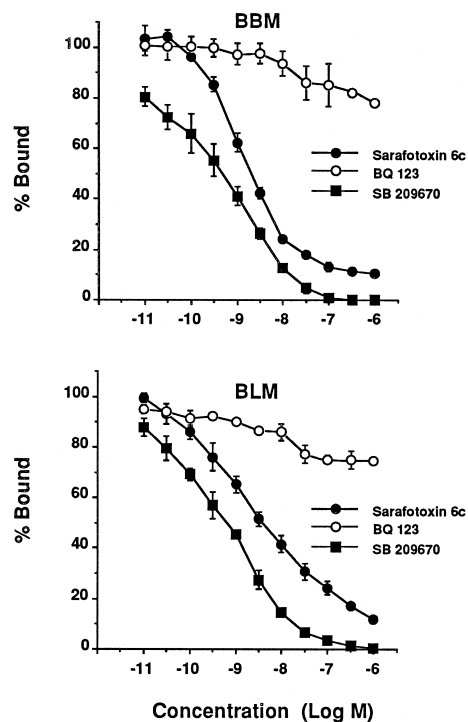 BBM
100
80
60
40
20
0
% Bound
Sarafotoxin 6c
BQ 123
SB 209670
-11 -10 -9 -8 -7 -6
BLM
100
80
60
40
20
0
% Bound
Sarafotoxin 6c
BQ 123
SB 209670
-11 -10 -9 -8 -7 -6
Concentration (Log M)